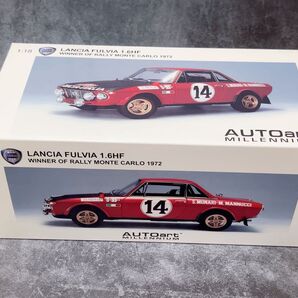 1:18
LANCIA FULVIA 1.6HF
WINNER OF RALLY MONTE CARLO 1972
14
AUTOart
MILLENNIUM
LANCIA FULVIA 1.6HF
WINNER OF RALLY MONTE CARLO 1972
14
S.MUNARI-M.MANNUCCI
AUTOart
MILLENNIUM